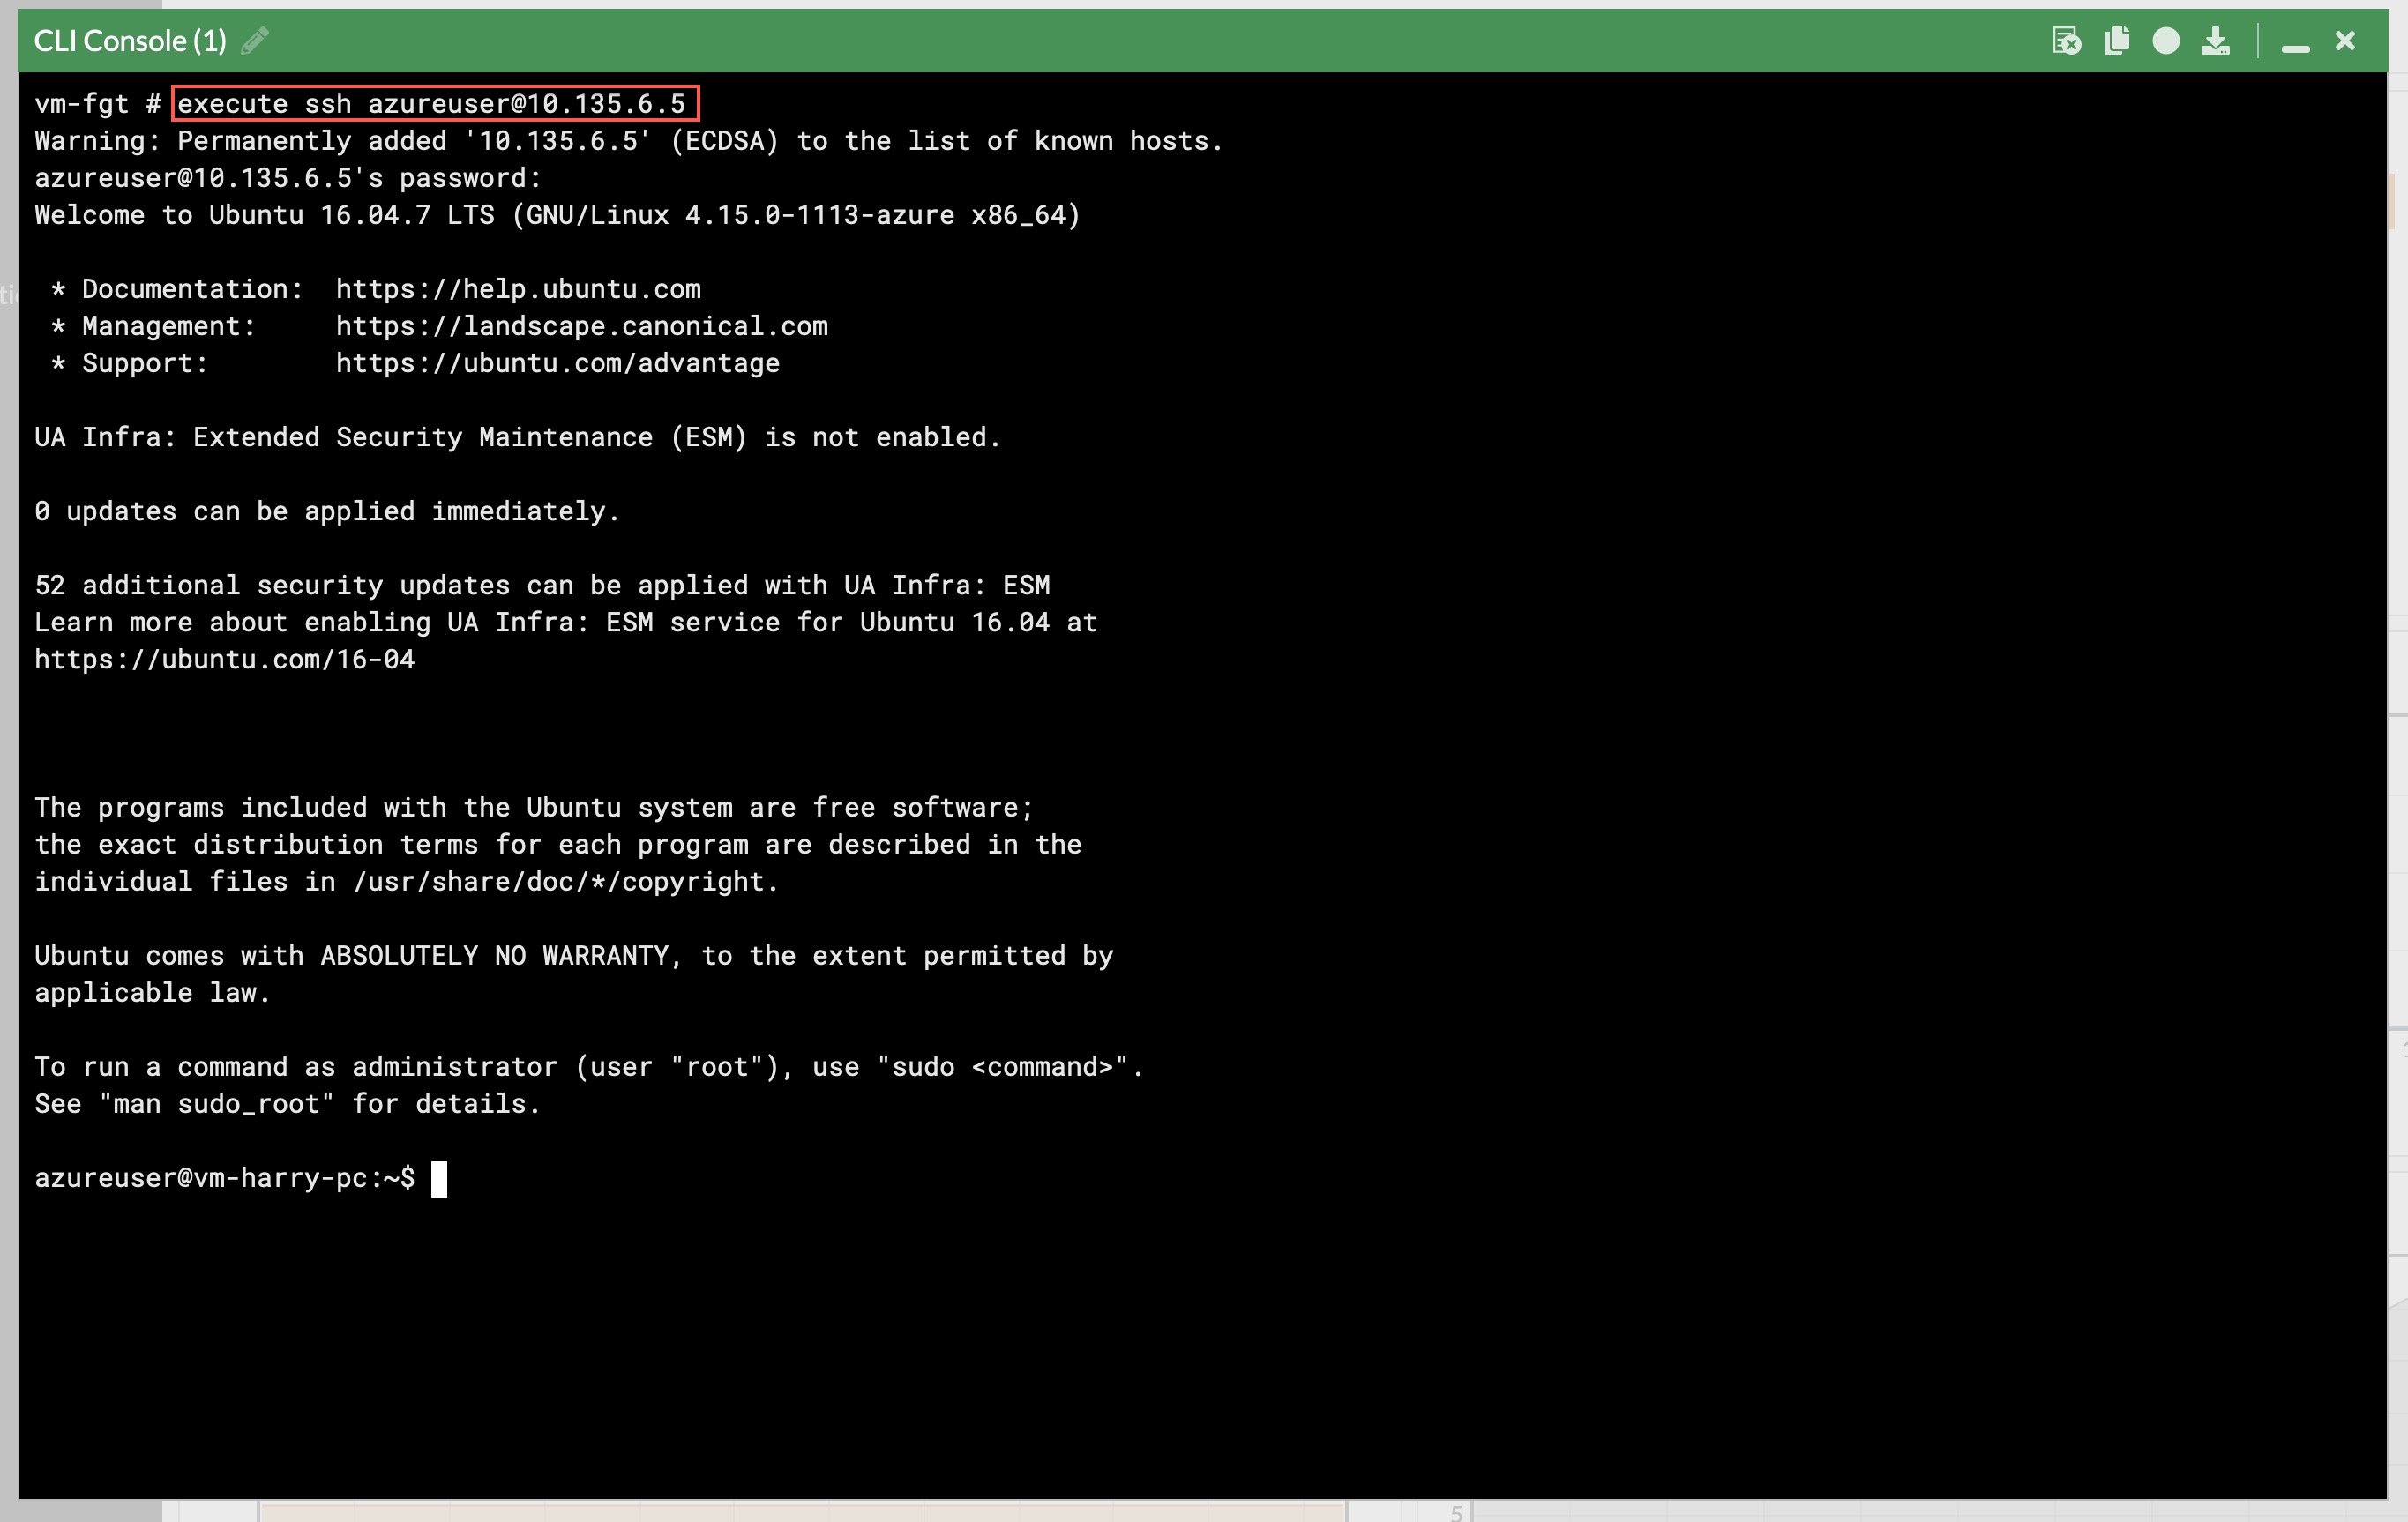 CLI Console (1)
vm-fgt # execute ssh azureuser@10.135.6.5
Warning: Permanently added '10.135.6.5' (ECDSA) to the list of known hosts.
azureuser@10.135.6.5's password:
Welcome to Ubuntu 16.04.7 LTS (GNU/Linux 4.15.0-1113-azure x86_64)

 * Documentation:  https://help.ubuntu.com
 * Management:     https://landscape.canonical.com
 * Support:        https://ubuntu.com/advantage

UA Infra: Extended Security Maintenance (ESM) is not enabled.

0 updates can be applied immediately.

52 additional security updates can be applied with UA Infra: ESM
Learn more about enabling UA Infra: ESM service for Ubuntu 16.04 at
https://ubuntu.com/16-04

The programs included with the Ubuntu system are free software;
the exact distribution terms for each program are described in the
individual files in /usr/share/doc/*/copyright.

Ubuntu comes with ABSOLUTELY NO WARRANTY, to the extent permitted by
applicable law.

To run a command as administrator (user "root"), use "sudo <command>".
See "man sudo_root" for details.

azureuser@vm-harry-pc:~$
5